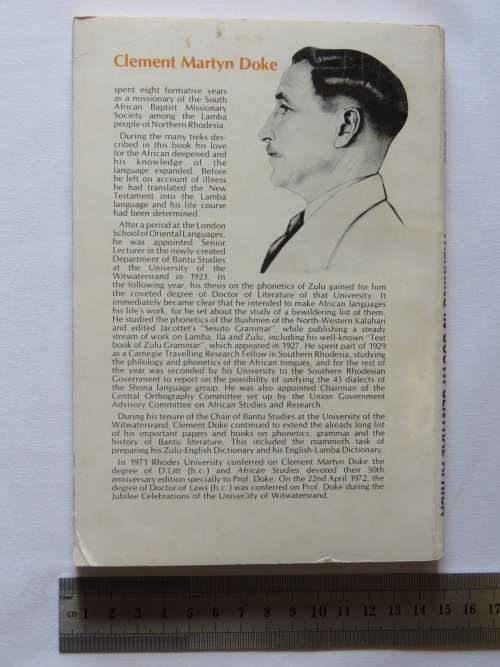 Clement Martyn Doke
spent eight formative years
as a missionary of the South
African Baptist Missionary
Society among the Lamba
people of Northern Rhodesia.
During the many treks des-
cribed in this book his love
for the African deepened and
his knowledge of the
language expanded. Before
he left on account of illness
he had translated the New
Testament into the Lamba
language and his life course
had been determined.
After a period at the London
School of Oriental Languages,
he was appointed Senior
Lecturer in the newly-created
Department of Bantu Studies
at the University of the
Witwatersrand in 1923. In
the following year, his thesis on the phonetics of Zulu gained for him
the coveted degree of Doctor of Literature of that University. It
immediately became clear that he intended to make African languages
his life's work, for he set about the study of a bewildering list of them.
He studied the phonetics of the Bushmen of the North-Western Kalahari
and edited Jacottet's "Sesuto Grammar", while publishing a steady
stream of work on Lamba, Ila and Zulu, including his well-known "Text
book of Zulu Grammar", which appeared in 1927. He spent part of 1929
as a Carnegie Travelling Research Fellow in Southern Rhodesia, studying
the philology and phonetics of the African tongues, and for the rest of
the year was seconded by his University to the Southern Rhodesian
Government to report on the possibility of unifying the 43 dialects of
the Shona language group. He was also appointed Chairman of the
Central Orthography Committee set up by the Union Government
Advisory Committee on African Studies and Research.
During his tenure of the Chair of Bantu Studies at the University of the
Witwatersrand, Clement Doke continued to extend the already long list
of his important papers and books on phonetics, grammar and the
history of Bantu literature. This included the mammoth task of
preparing his Zulu-English Dictionary and his English-Lamba Dictionary.
In 1971 Rhodes University conferred on Clement Martyn Doke the
degree of D.Litt (h.c.) and African Studies devoted their 50th
anniversary edition specially to Prof. Doke. On the 22nd April 1972, the
degree of Doctor of Laws (h.c.) was conferred on Prof. Doke during the
Jubilee Celebrations of the University of Witwatersrand.
cm 1 2 3 4 5 6 7 8 9 10 11 12 13 14 15 16 17